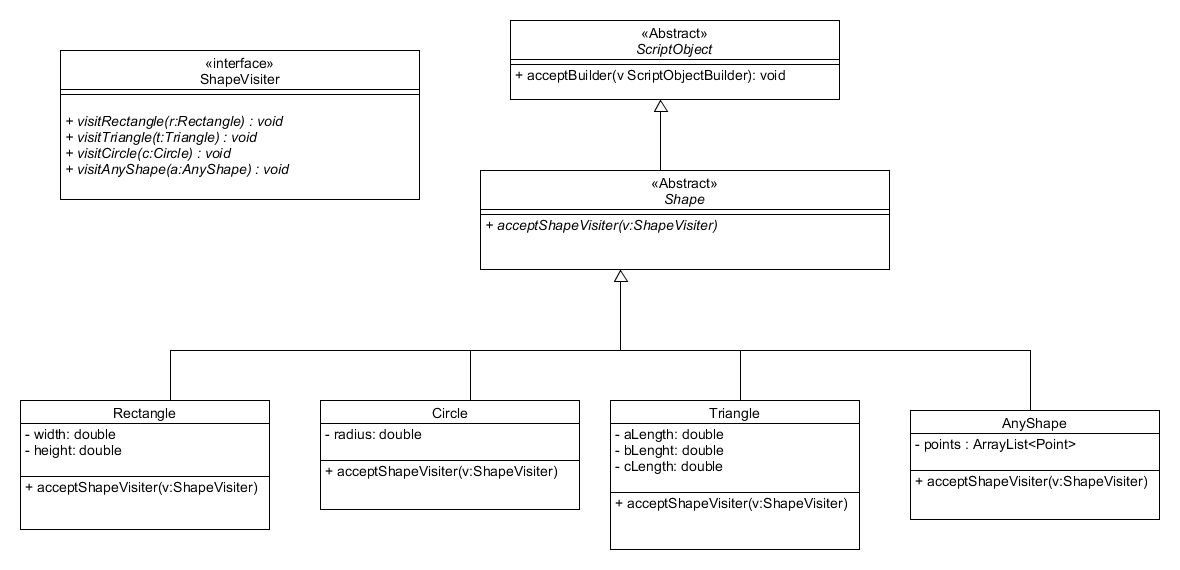 «interface»
ShapeVisiter
+ visitRectangle(r:Rectangle) : void
+ visitTriangle(t:Triangle) : void
+ visitCircle(c:Circle) : void
+ visitAnyShape(a:AnyShape) : void
«Abstract»
ScriptObject
+ acceptBuilder(v ScriptObjectBuilder): void
«Abstract»
Shape
+ acceptShapeVisiter(v:ShapeVisiter)
Rectangle
- width: double
- height: double
+ acceptShapeVisiter(v:ShapeVisiter)
Circle
- radius: double
+ acceptShapeVisiter(v:ShapeVisiter)
Triangle
- aLength: double
- bLenght: double
- cLength: double
+ acceptShapeVisiter(v:ShapeVisiter)
AnyShape
- points : ArrayList<Point>
+ acceptShapeVisiter(v:ShapeVisiter)